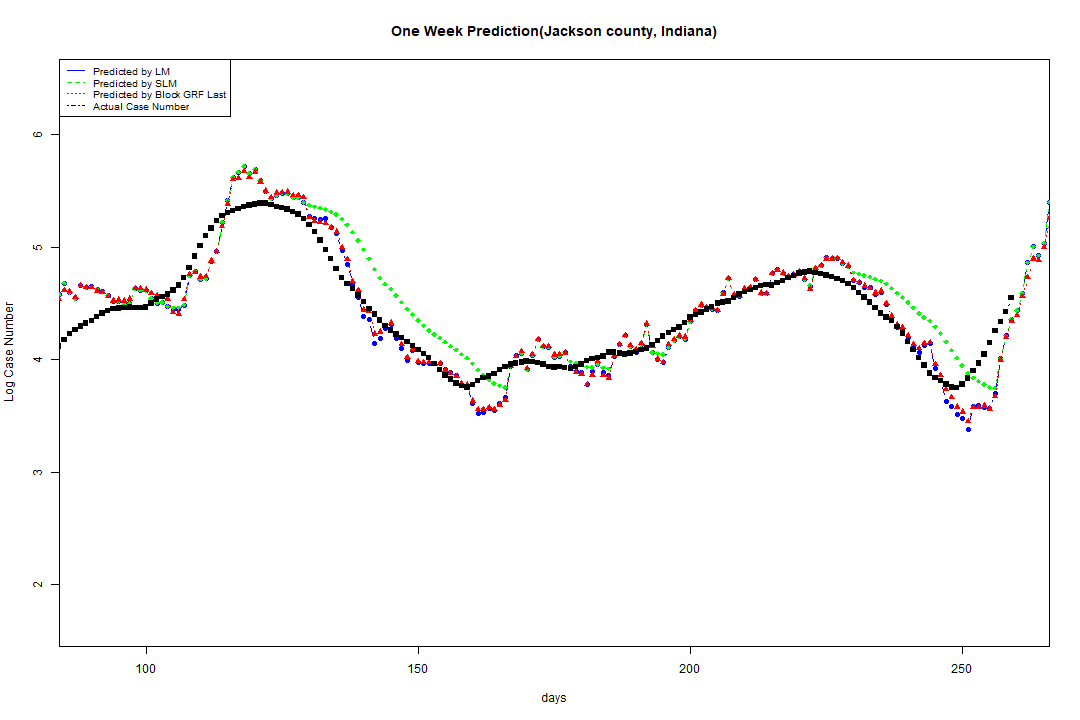 One Week Prediction(Jackson county, Indiana)
Predicted by LM
Predicted by SLM
Predicted by Block GRF Last
Actual Case Number
6
5
4
3
2
Log Case Number
100
150
200
250
days